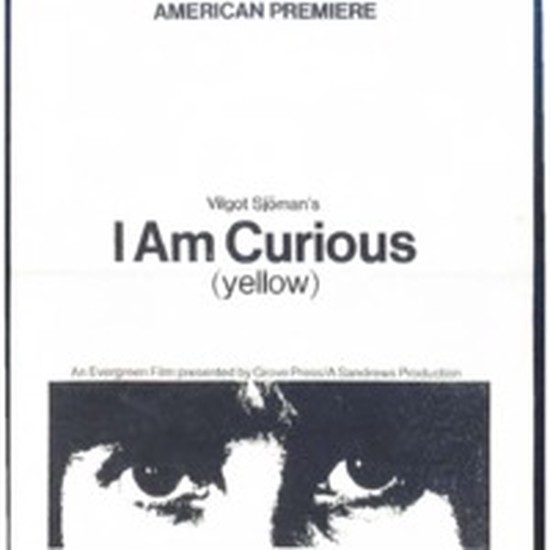 AMERICAN PREMIERE
Vilgot Sjöman's
I Am Curious
(yellow)
An Evergreen Film presented by Grove Press/A Sandrews Production